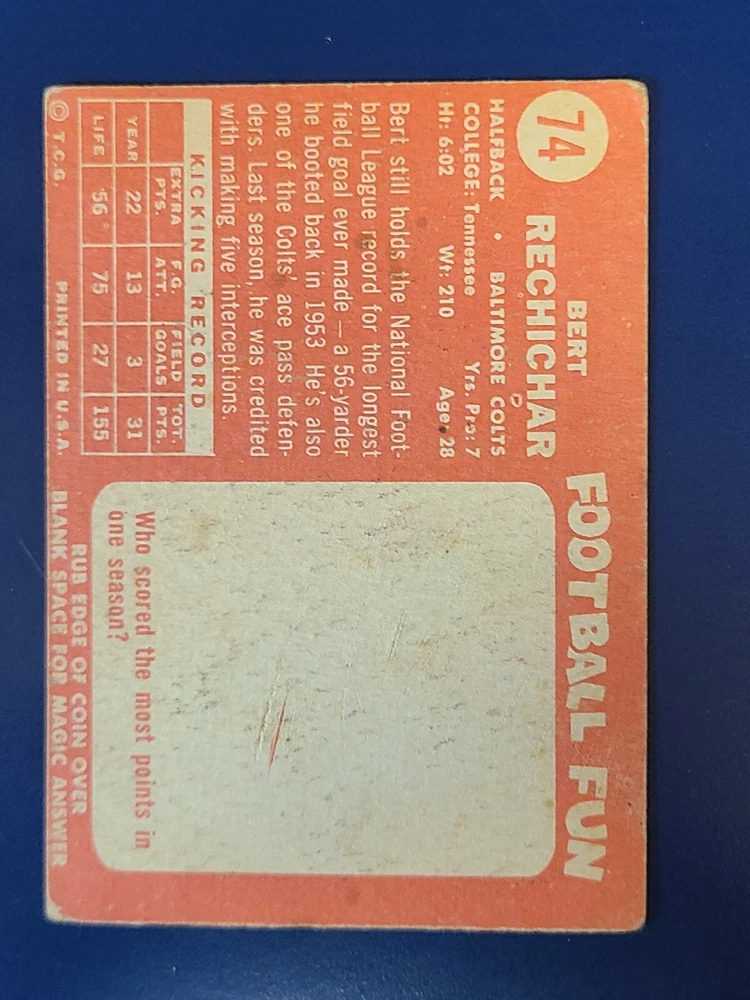 74
BERT
RECHICHAR
HALFBACK • BALTIMORE COLTS
COLLEGE: Tennessee Yrs. Pro: 7
Ht: 6:02 Wt: 210 Age: 28
Bert still holds the National Foot-
ball League record for the longest
field goal ever made — a 56-yarder
he booted back in 1953. He's also
one of the Colts' ace pass defen-
ders. Last season, he was credited
with making five interceptions.
KICKING RECORD
EXTRA PTS. F.G. ATT. FIELD GOALS TOT. PTS.
YEAR 22 13 3 31
LIFE 56 75 27 155
© T.C.G. PRINTED IN U.S.A.
FOOTBALL FUN
Who scored the most points in
one season?
RUB EDGE OF COIN OVER
BLANK SPACE FOR MAGIC ANSWER